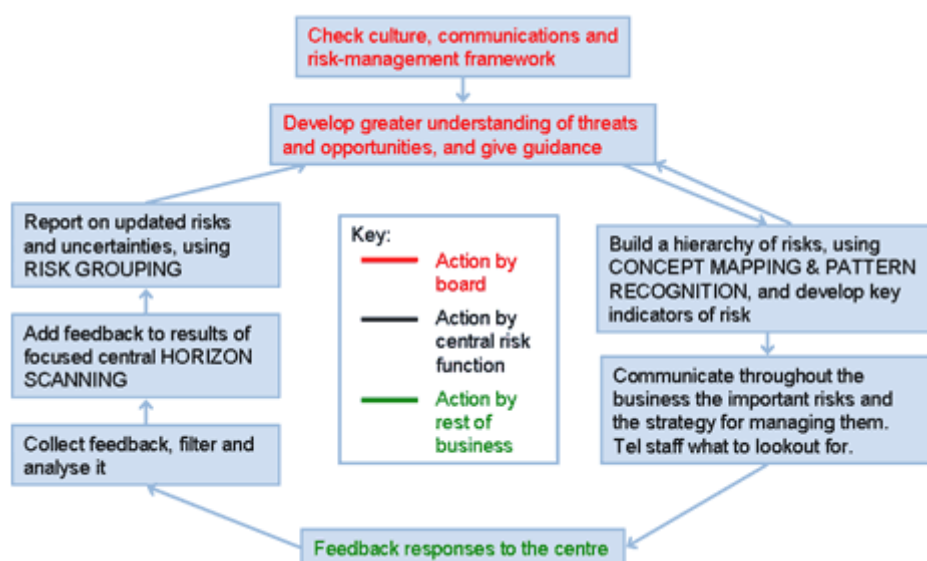 Check culture, communications and
risk-management framework
Develop greater understanding of threats
and opportunities, and give guidance
Report on updated risks
and uncertainties, using
RISK GROUPING
Add feedback to results of
focused central HORIZON
SCANNING
Collect feedback, filter and
analyse it
Key:
Action by
board
Action by
central risk
function
Action by
rest of
business
Build a hierarchy of risks, using
CONCEPT MAPPING & PATTERN
RECOGNITION, and develop key
indicators of risk
Communicate throughout the
business the important risks and
the strategy for managing them.
Tel staff what to lookout for.
Feedback responses to the centre